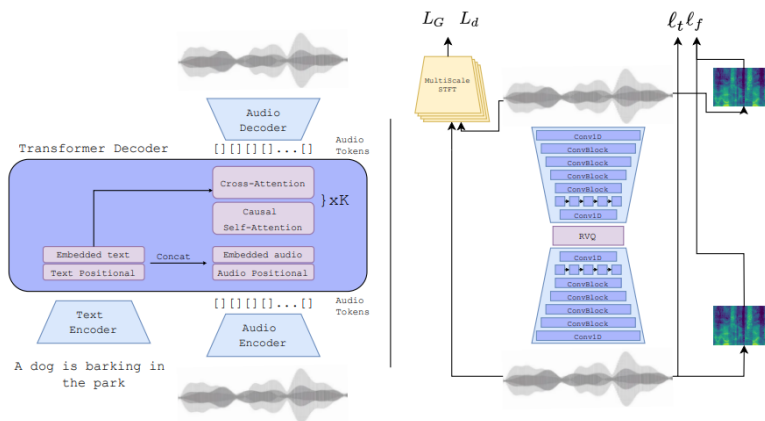 Audio
Decoder
[][][][]...[]
Audio
Tokens
Transformer Decoder
Cross-Attention
Causal
Self-Attention
}xK
Embedded text
Text Positional
Concat
Embedded audio
Audio Positional
[][][][]...[]
Audio
Tokens
Text
Encoder
Audio
Encoder
A dog is barking in
the park
L_G L_d
ℓ_t ℓ_f
MultiScale
STFT
Conv1D
ConvBlock
ConvBlock
ConvBlock
ConvBlock
Conv1D
RVQ
Conv1D
ConvBlock
ConvBlock
ConvBlock
ConvBlock
Conv1D